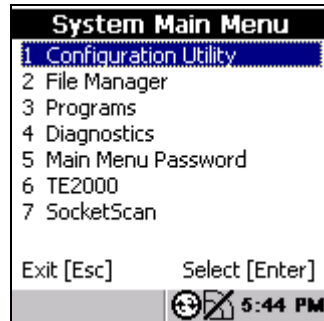 System Main Menu
1 Configuration Utility
2 File Manager
3 Programs
4 Diagnostics
5 Main Menu Password
6 TE2000
7 SocketScan
Exit [Esc] Select [Enter]
5:44 PM